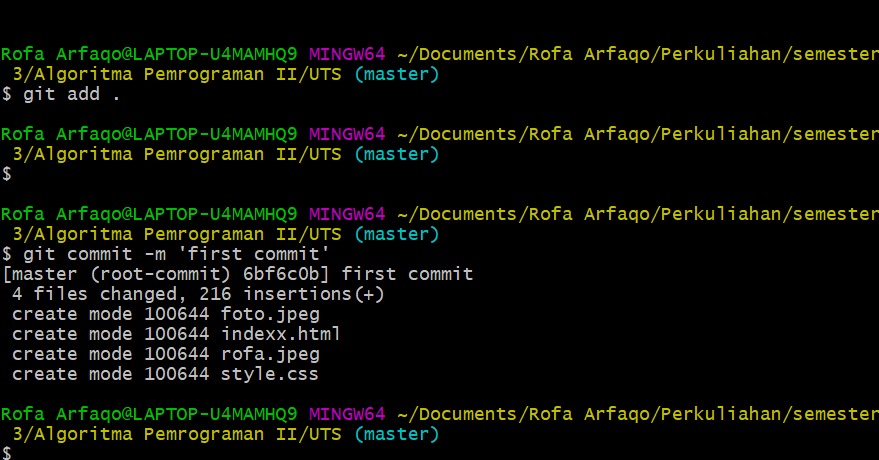 Rofa Arfaqo@LAPTOP-U4MAMHQ9 MINGW64 ~/Documents/Rofa Arfaqo/Perkuliahan/semester
 3/Algoritma Pemrograman II/UTS (master)
$ git add .
Rofa Arfaqo@LAPTOP-U4MAMHQ9 MINGW64 ~/Documents/Rofa Arfaqo/Perkuliahan/semester
 3/Algoritma Pemrograman II/UTS (master)
$
Rofa Arfaqo@LAPTOP-U4MAMHQ9 MINGW64 ~/Documents/Rofa Arfaqo/Perkuliahan/semester
 3/Algoritma Pemrograman II/UTS (master)
$ git commit -m 'first commit'
[master (root-commit) 6bf6c0b] first commit
 4 files changed, 216 insertions(+)
 create mode 100644 foto.jpeg
 create mode 100644 indexx.html
 create mode 100644 rofa.jpeg
 create mode 100644 style.css
Rofa Arfaqo@LAPTOP-U4MAMHQ9 MINGW64 ~/Documents/Rofa Arfaqo/Perkuliahan/semester
 3/Algoritma Pemrograman II/UTS (master)
$